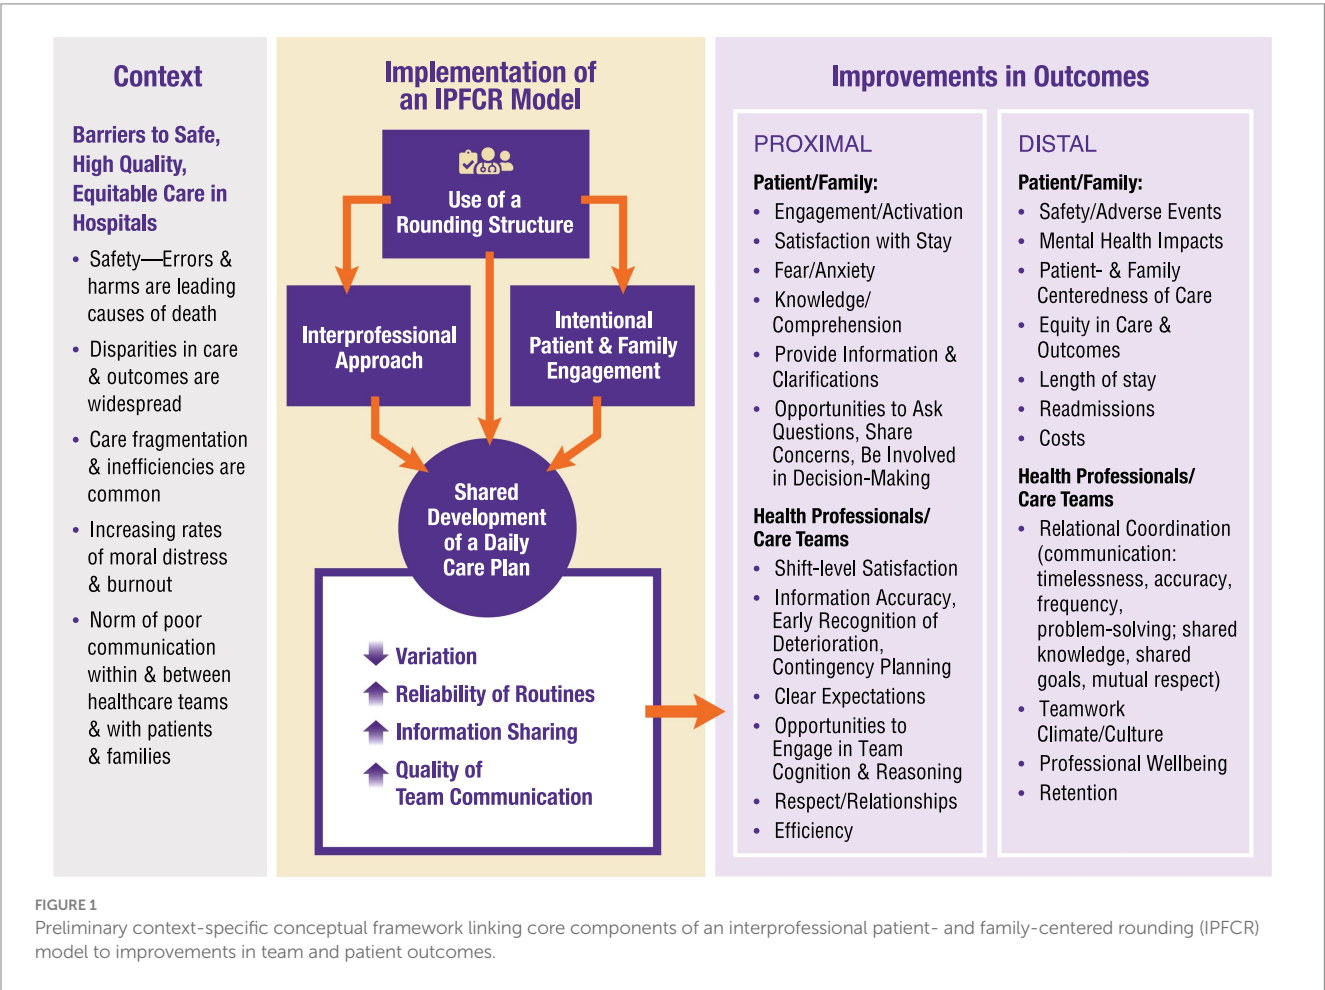 Context
Barriers to Safe,
High Quality,
Equitable Care in
Hospitals
• Safety—Errors &
harms are leading
causes of death
• Disparities in care
& outcomes are
widespread
• Care fragmentation
& inefficiencies are
common
• Increasing rates
of moral distress
& burnout
• Norm of poor
communication
within & between
healthcare teams
& with patients
& families
Implementation of
an IPFCR Model
Use of a
Rounding Structure
Interprofessional
Approach
Intentional
Patient & Family
Engagement
Shared
Development
of a Daily
Care Plan
Variation
Reliability of Routines
Information Sharing
Quality of
Team Communication
Improvements in Outcomes
PROXIMAL
Patient/Family:
• Engagement/Activation
• Satisfaction with Stay
• Fear/Anxiety
• Knowledge/
Comprehension
• Provide Information &
Clarifications
• Opportunities to Ask
Questions, Share
Concerns, Be Involved
in Decision-Making
Health Professionals/
Care Teams
• Shift-level Satisfaction
• Information Accuracy,
Early Recognition of
Deterioration,
Contingency Planning
• Clear Expectations
• Opportunities to
Engage in Team
Cognition & Reasoning
• Respect/Relationships
• Efficiency
DISTAL
Patient/Family:
• Safety/Adverse Events
• Mental Health Impacts
• Patient- & Family
Centeredness of Care
• Equity in Care &
Outcomes
• Length of stay
• Readmissions
• Costs
Health Professionals/
Care Teams
• Relational Coordination
(communication:
timelessness, accuracy,
frequency,
problem-solving; shared
knowledge, shared
goals, mutual respect)
• Teamwork
Climate/Culture
• Professional Wellbeing
• Retention
FIGURE 1
Preliminary context-specific conceptual framework linking core components of an interprofessional patient- and family-centered rounding (IPFCR)
model to improvements in team and patient outcomes.